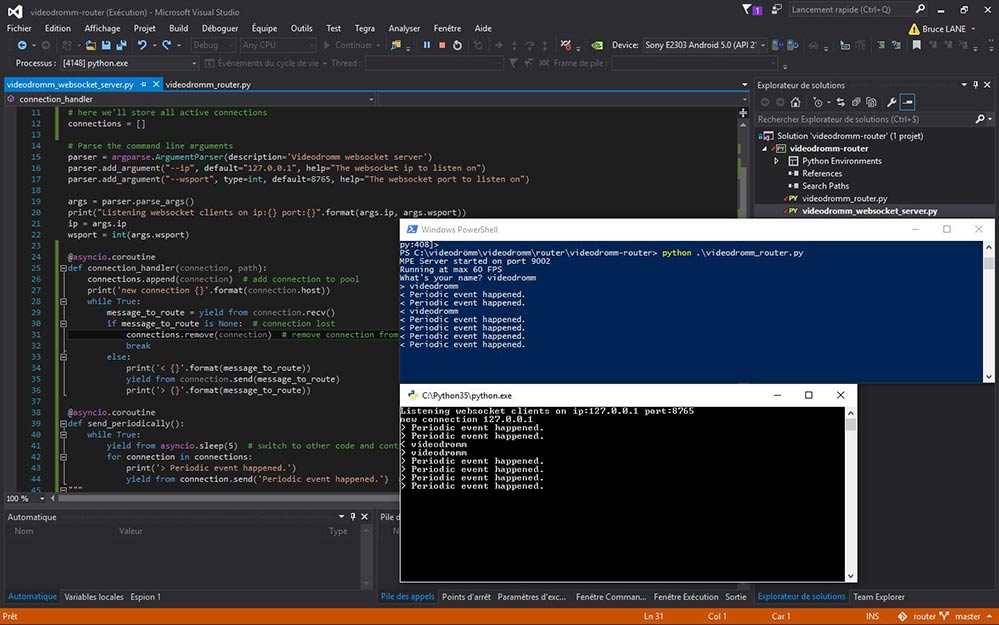 videodromm-router (Exécution) - Microsoft Visual Studio
1
Lancement rapide (Ctrl+Q)
Fichier Edition Affichage Projet Build Déboguer Équipe Outils Test Tegra Analyser Fenêtre Aide
Bruce LANE
Debug Any CPU Continuer Device: Sony E2303 Android 5.0 (API 2
Processus : [4148] python.exe Événements du cycle de vie Thread : Frame de pile :
videodromm_websocket_server.py videodromm_router.py
connection_handler
11 # here we'll store all active connections
12 connections = []
13
14 # Parse the command line arguments
15 parser = argparse.ArgumentParser(description='Videodromm websocket server')
16 parser.add_argument("--ip", default="127.0.0.1", help="The websocket ip to listen on")
17 parser.add_argument("--wsport", type=int, default=8765, help="The websocket port to listen on")
18
19 args = parser.parse_args()
20 print("Listening websocket clients on ip:{} port:{}".format(args.ip, args.wsport))
21 ip = args.ip
22 wsport = int(args.wsport)
23
24 @asyncio.coroutine
25 def connection_handler(connection, path):
26 connections.append(connection) # add connection to pool
27 print('new connection {}'.format(connection.host))
28 while True:
29 message_to_route = yield from connection.recv()
30 if message_to_route is None: # connection lost
31 connections.remove(connection) # remove connection from
32 break
33 else:
34 print('< {}'.format(message_to_route))
35 yield from connection.send(message_to_route)
36 print('> {}'.format(message_to_route))
37
38 @asyncio.coroutine
39 def send_periodically():
40 while True:
41 yield from asyncio.sleep(5) # switch to other code and cont
42 for connection in connections:
43 print('> Periodic event happened.')
44 yield from connection.send('Periodic event happened.')
45 """
100 %
Explorateur de solutions
Rechercher Explorateur de solutions (Ctrl+$)
Solution 'videodromm-router' (1 projet)
videodromm-router
Python Environments
References
Search Paths
videodromm_router.py
videodromm_websocket_server.py
Windows PowerShell
py:408]>
PS C:\videodrömm\videodromm\router\videodromm-router> python .\videodromm_router.py
MPE Server started on port 9002
Running at max 60 FPS
What's your name? videodromm
> videodromm
< Periodic event happened.
< Periodic event happened.
< videodromm
< Periodic event happened.
< Periodic event happened.
< Periodic event happened.
< Periodic event happened.
C:\Python35\python.exe
Listening websocket clients on ip:127.0.0.1 port:8765
new connection 127.0.0.1
> Periodic event happened.
> Periodic event happened.
< videodromm
> videodromm
> Periodic event happened.
> Periodic event happened.
> Periodic event happened.
> Periodic event happened.
Automatique
Nom Valeur Type
Pile d
N
Automatique Variables locales Espion 1
Pile des appels Points d'arrêt Paramètres d'exc... Fenêtre Comman... Fenêtre Exécution Sortie
Explorateur de solutions Team Explorer
Prêt Ln 31 Col 1 Car 1 INS router master